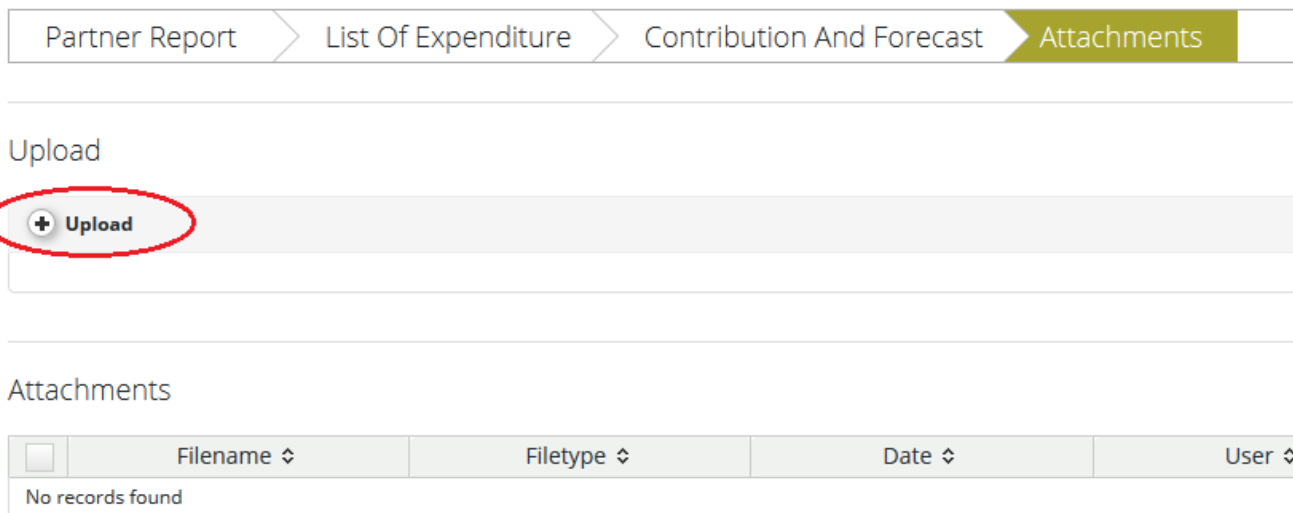 Partner Report List Of Expenditure Contribution And Forecast Attachments
Upload
Upload
Attachments
Filename Filetype Date User
No records found